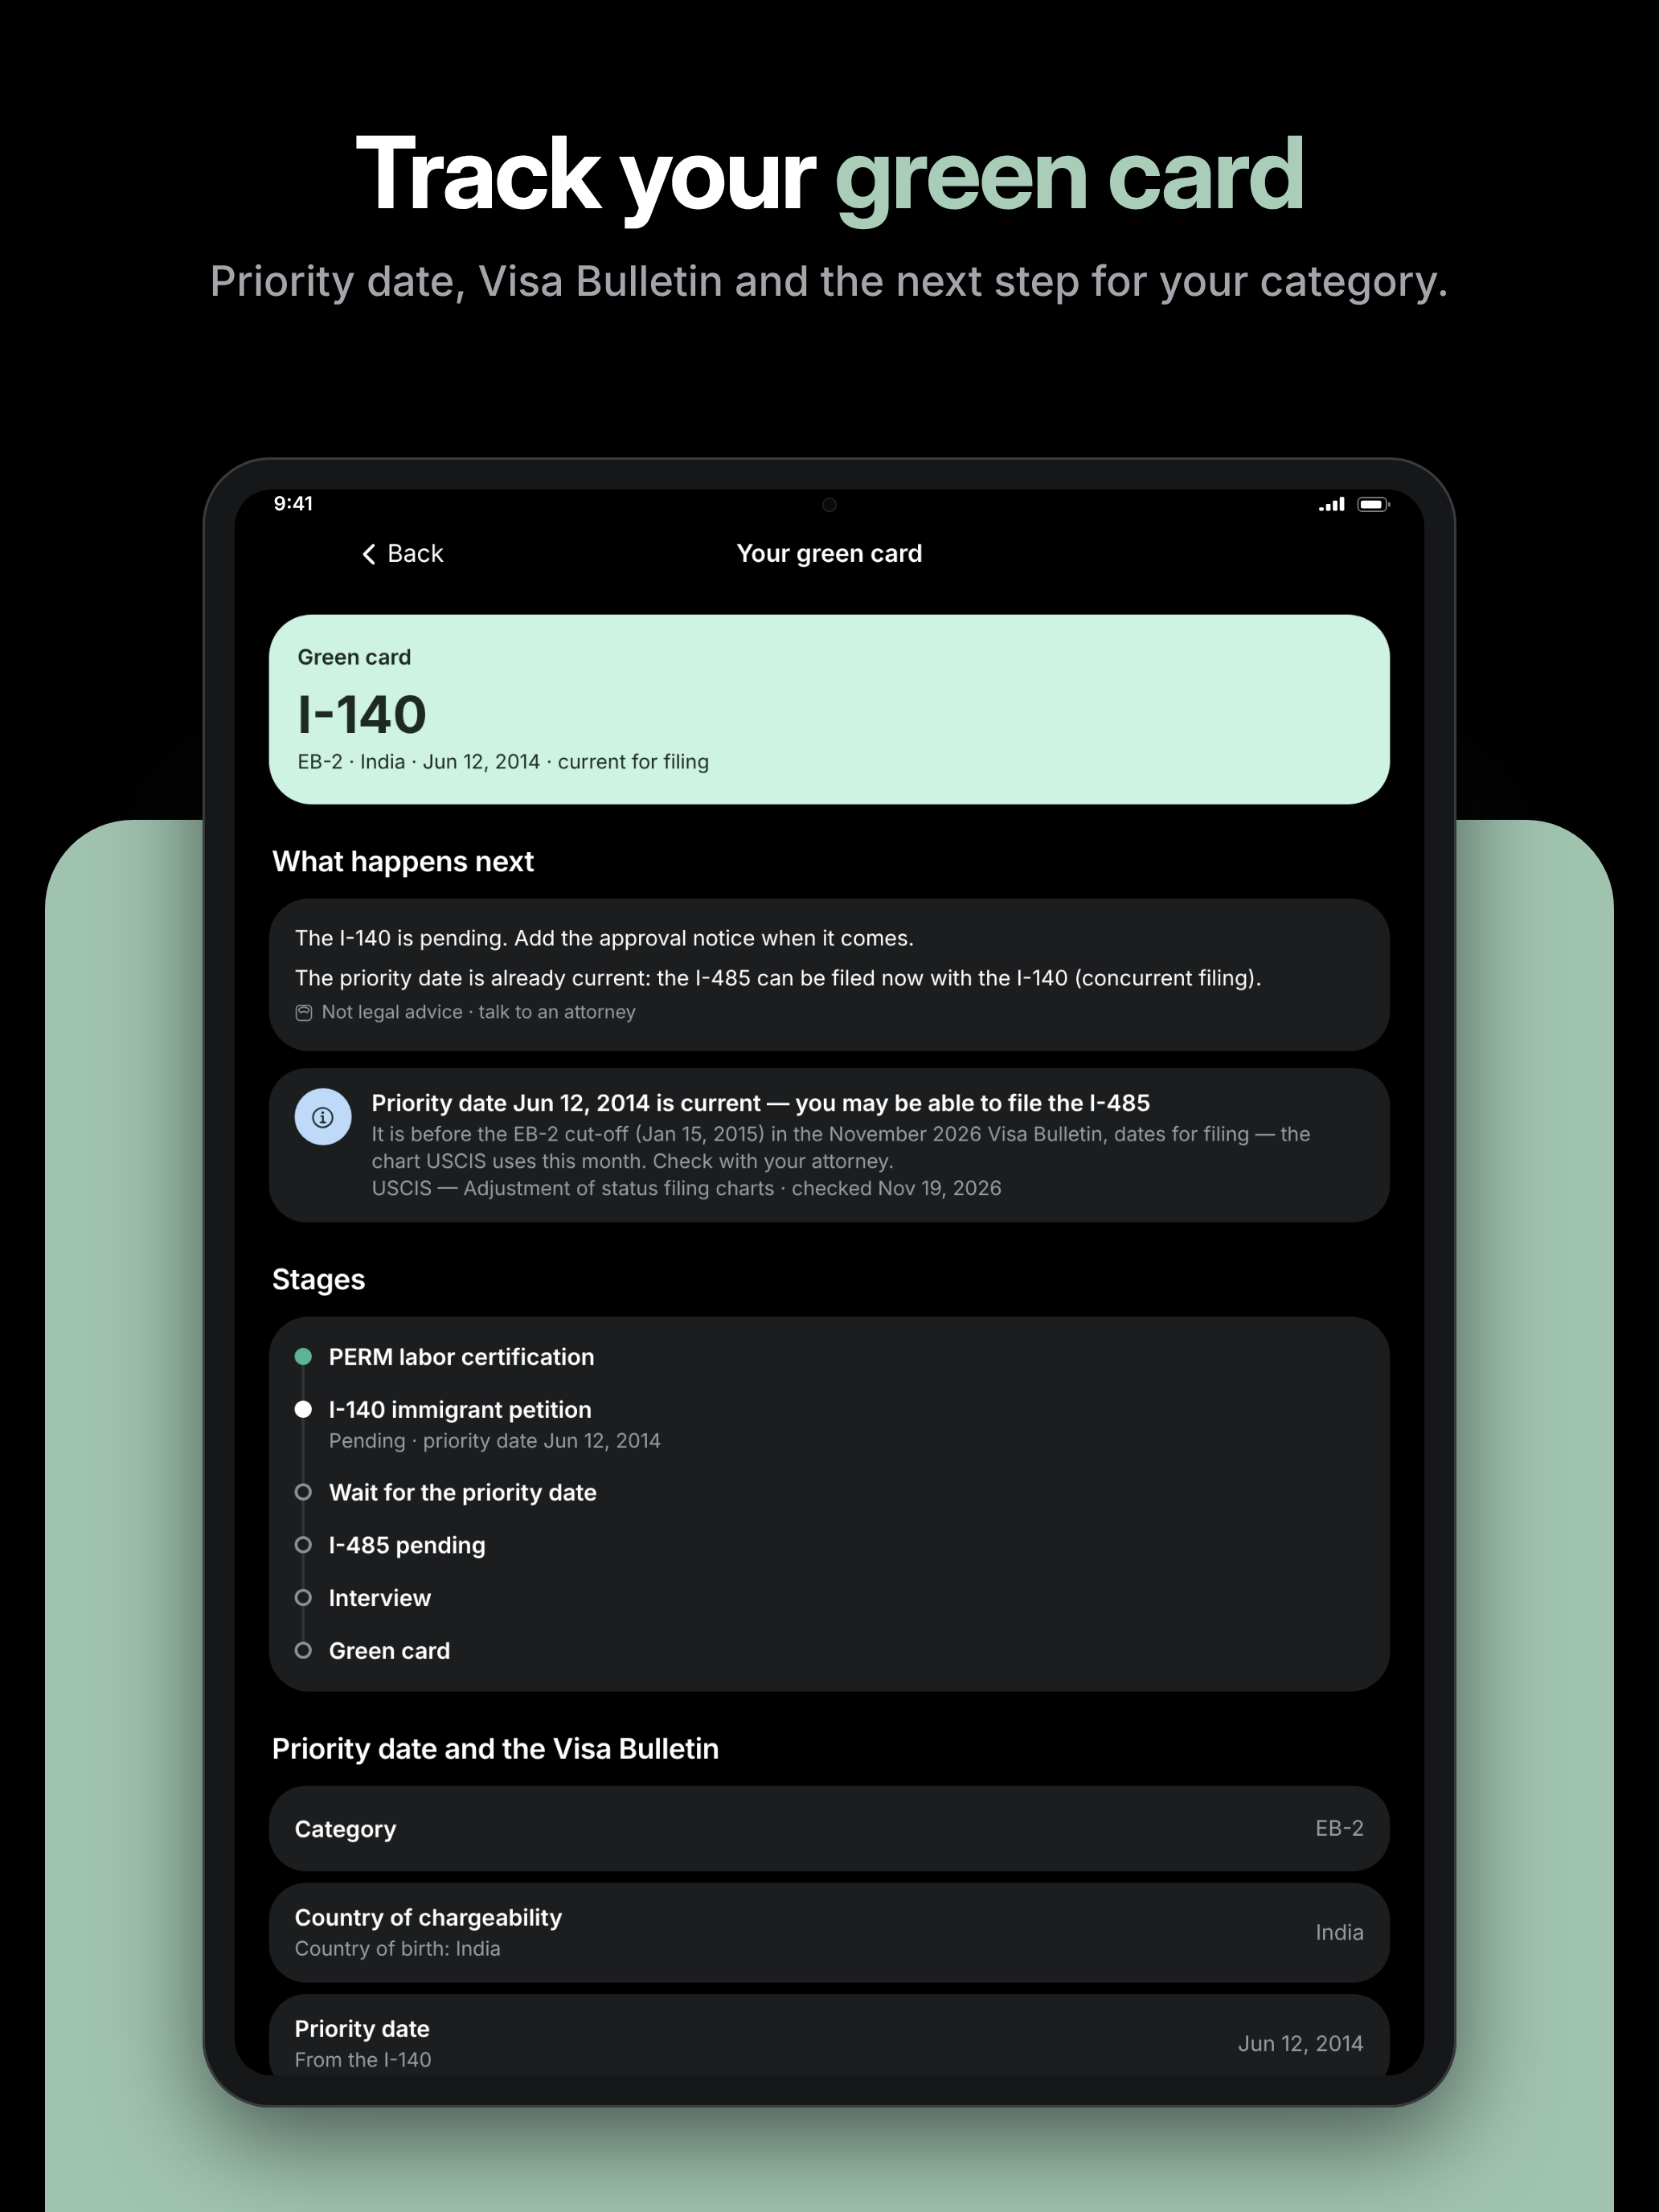 Track your green card
Priority date, Visa Bulletin and the next step for your category.
9:41
Back
Your green card
Green card
I-140
EB-2 · India · Jun 12, 2014 · current for filing
What happens next
The I-140 is pending. Add the approval notice when it comes.
The priority date is already current: the I-485 can be filed now with the I-140 (concurrent filing).
Not legal advice · talk to an attorney
Priority date Jun 12, 2014 is current — you may be able to file the I-485
It is before the EB-2 cut-off (Jan 15, 2015) in the November 2026 Visa Bulletin, dates for filing — the
chart USCIS uses this month. Check with your attorney.
USCIS — Adjustment of status filing charts · checked Nov 19, 2026
Stages
PERM labor certification
I-140 immigrant petition
Pending · priority date Jun 12, 2014
Wait for the priority date
I-485 pending
Interview
Green card
Priority date and the Visa Bulletin
Category
EB-2
Country of chargeability
Country of birth: India
India
Priority date
From the I-140
Jun 12, 2014